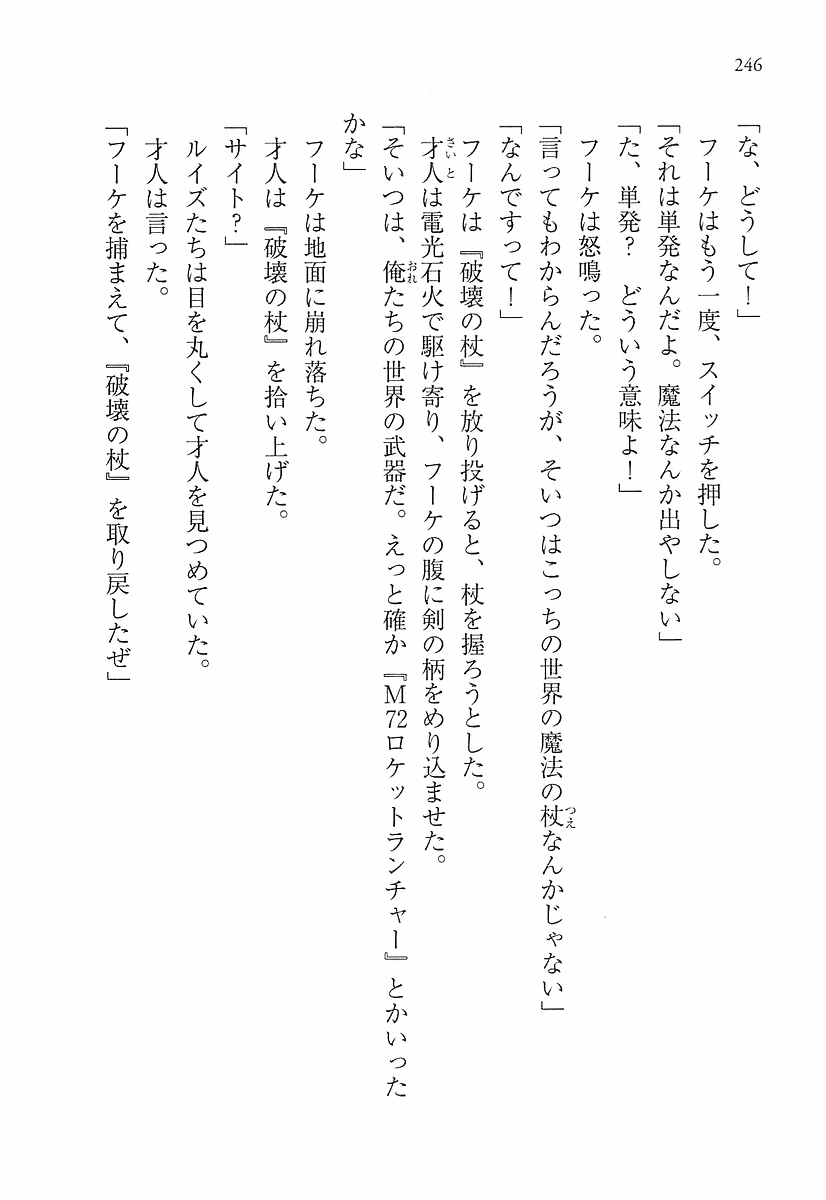 246
「な、どうして！」
　フーケはもう一度、スイッチを押した。
「それは単発なんだよ。魔法なんか出やしない」
「た、単発？　どういう意味よ！」
　フーケは怒鳴った。
「言ってもわからんだろうが、そいつはこっちの世界の魔法の杖なんかじゃない」
「なんですって！」
　フーケは『破壊の杖』を放り投げると、杖を握ろうとした。
　才人は電光石火で駆け寄り、フーケの腹に剣の柄をめり込ませた。
「そいつは、俺たちの世界の武器だ。えっと確か『M72ロケットランチャー』とかいった
かな」
　フーケは地面に崩れ落ちた。
　才人は『破壊の杖』を拾い上げた。
「サイト？」
　ルイズたちは目を丸くして才人を見つめていた。
　才人は言った。
「フーケを捕まえて、『破壊の杖』を取り戻したぜ」